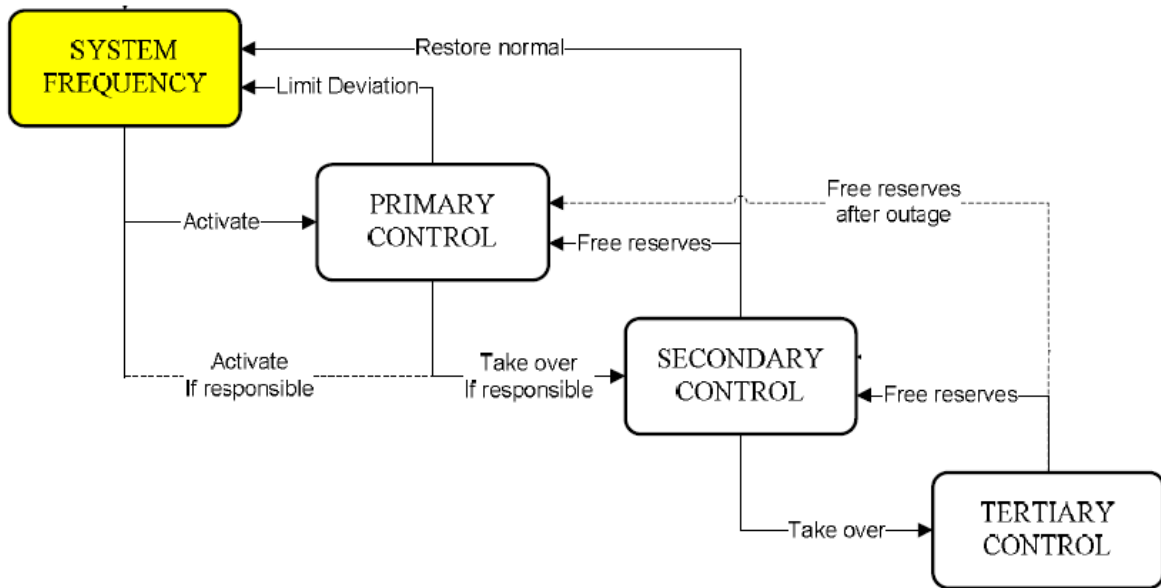 SYSTEM
FREQUENCY
Restore normal
Limit Deviation
PRIMARY
CONTROL
Activate
Free reserves
after outage
Free reserves
Activate
If responsible
Take over
If responsible
SECONDARY
CONTROL
Free reserves
Take over
TERTIARY
CONTROL